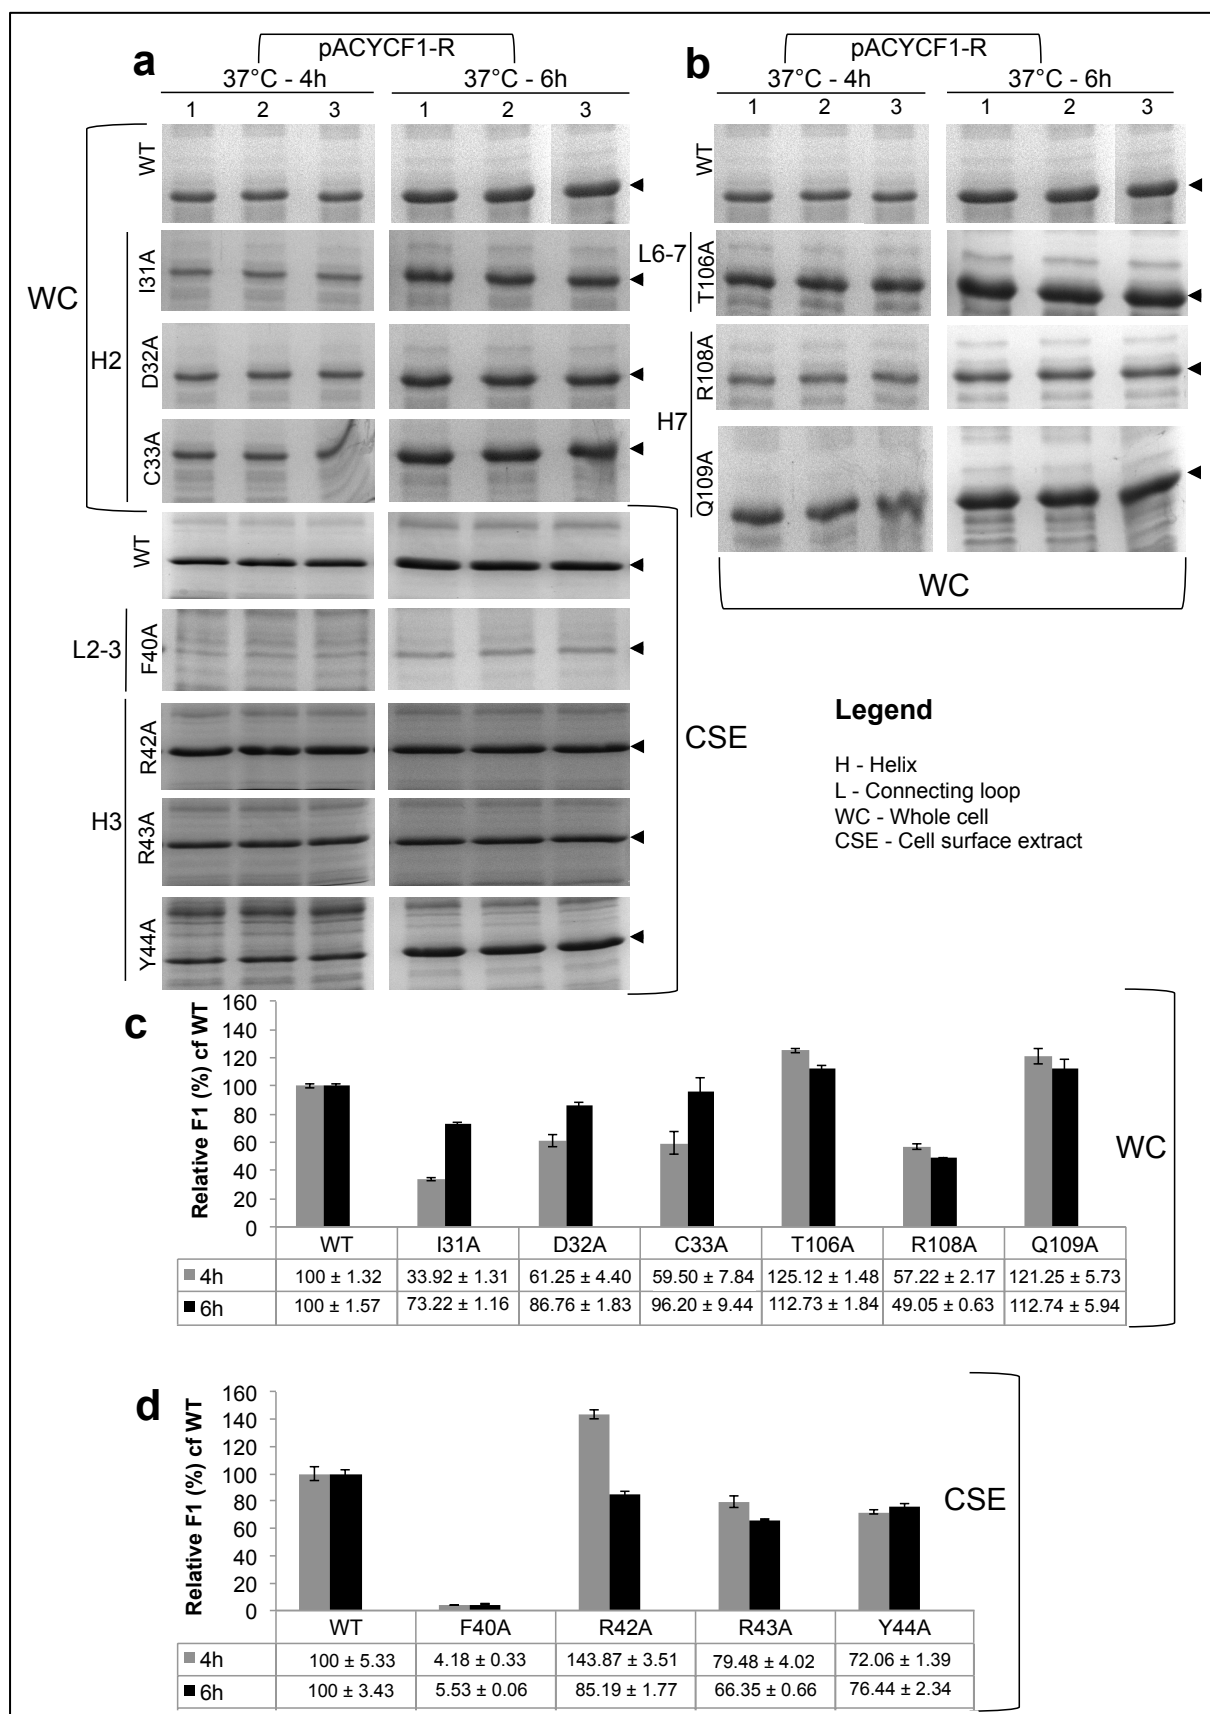 a
pACYCF1-R
37°C - 4h
37°C - 6h
1 2 3
1 2 3
WC
WT
H2
I31A
D32A
C33A
WT
L2-3
F40A
H3
R42A
R43A
Y44A
CSE
b
pACYCF1-R
37°C - 4h
37°C - 6h
1 2 3
1 2 3
WT
L6-7
T106A
H7
R108A
Q109A
WC
Legend
H - Helix
L - Connecting loop
WC - Whole cell
CSE - Cell surface extract
c
Relative F1 (%) cf WT
160
140
120
100
80
60
40
20
0
WT I31A D32A C33A T106A R108A Q109A
4h 100 ± 1.32 33.92 ± 1.31 61.25 ± 4.40 59.50 ± 7.84 125.12 ± 1.48 57.22 ± 2.17 121.25 ± 5.73
6h 100 ± 1.57 73.22 ± 1.16 86.76 ± 1.83 96.20 ± 9.44 112.73 ± 1.84 49.05 ± 0.63 112.74 ± 5.94
WC
d
Relative F1 (%) cf WT
160
140
120
100
80
60
40
20
0
WT F40A R42A R43A Y44A
4h 100 ± 5.33 4.18 ± 0.33 143.87 ± 3.51 79.48 ± 4.02 72.06 ± 1.39
6h 100 ± 3.43 5.53 ± 0.06 85.19 ± 1.77 66.35 ± 0.66 76.44 ± 2.34
CSE